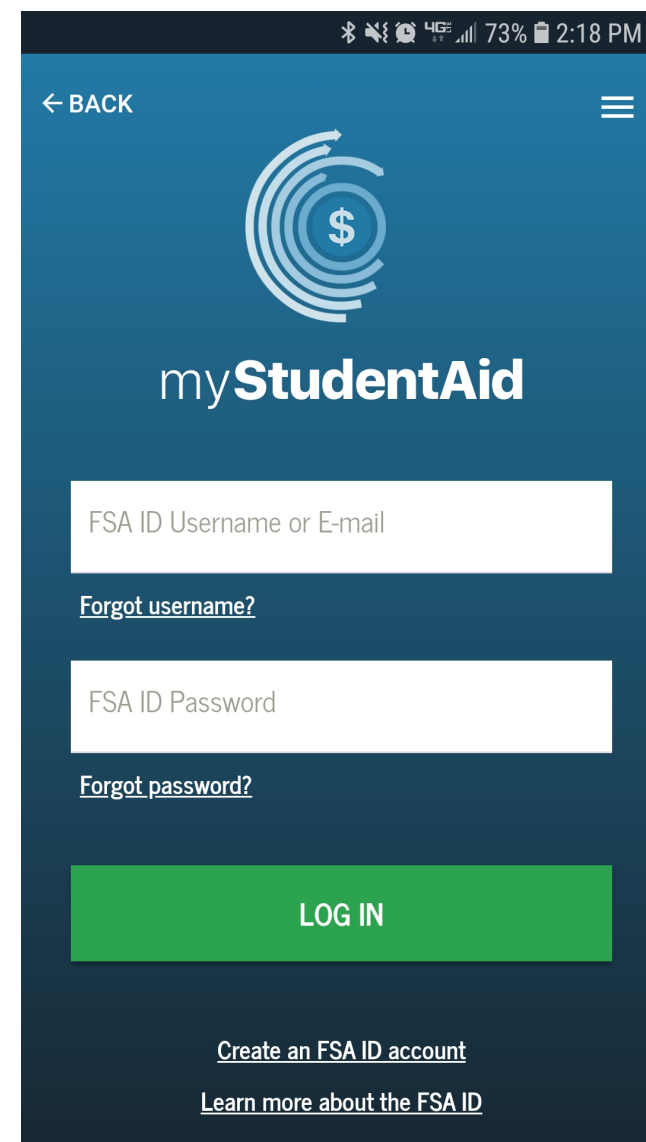 4G 73% 2:18 PM
← BACK
$
myStudentAid
FSA ID Username or E-mail
Forgot username?
FSA ID Password
Forgot password?
LOG IN
Create an FSA ID account
Learn more about the FSA ID